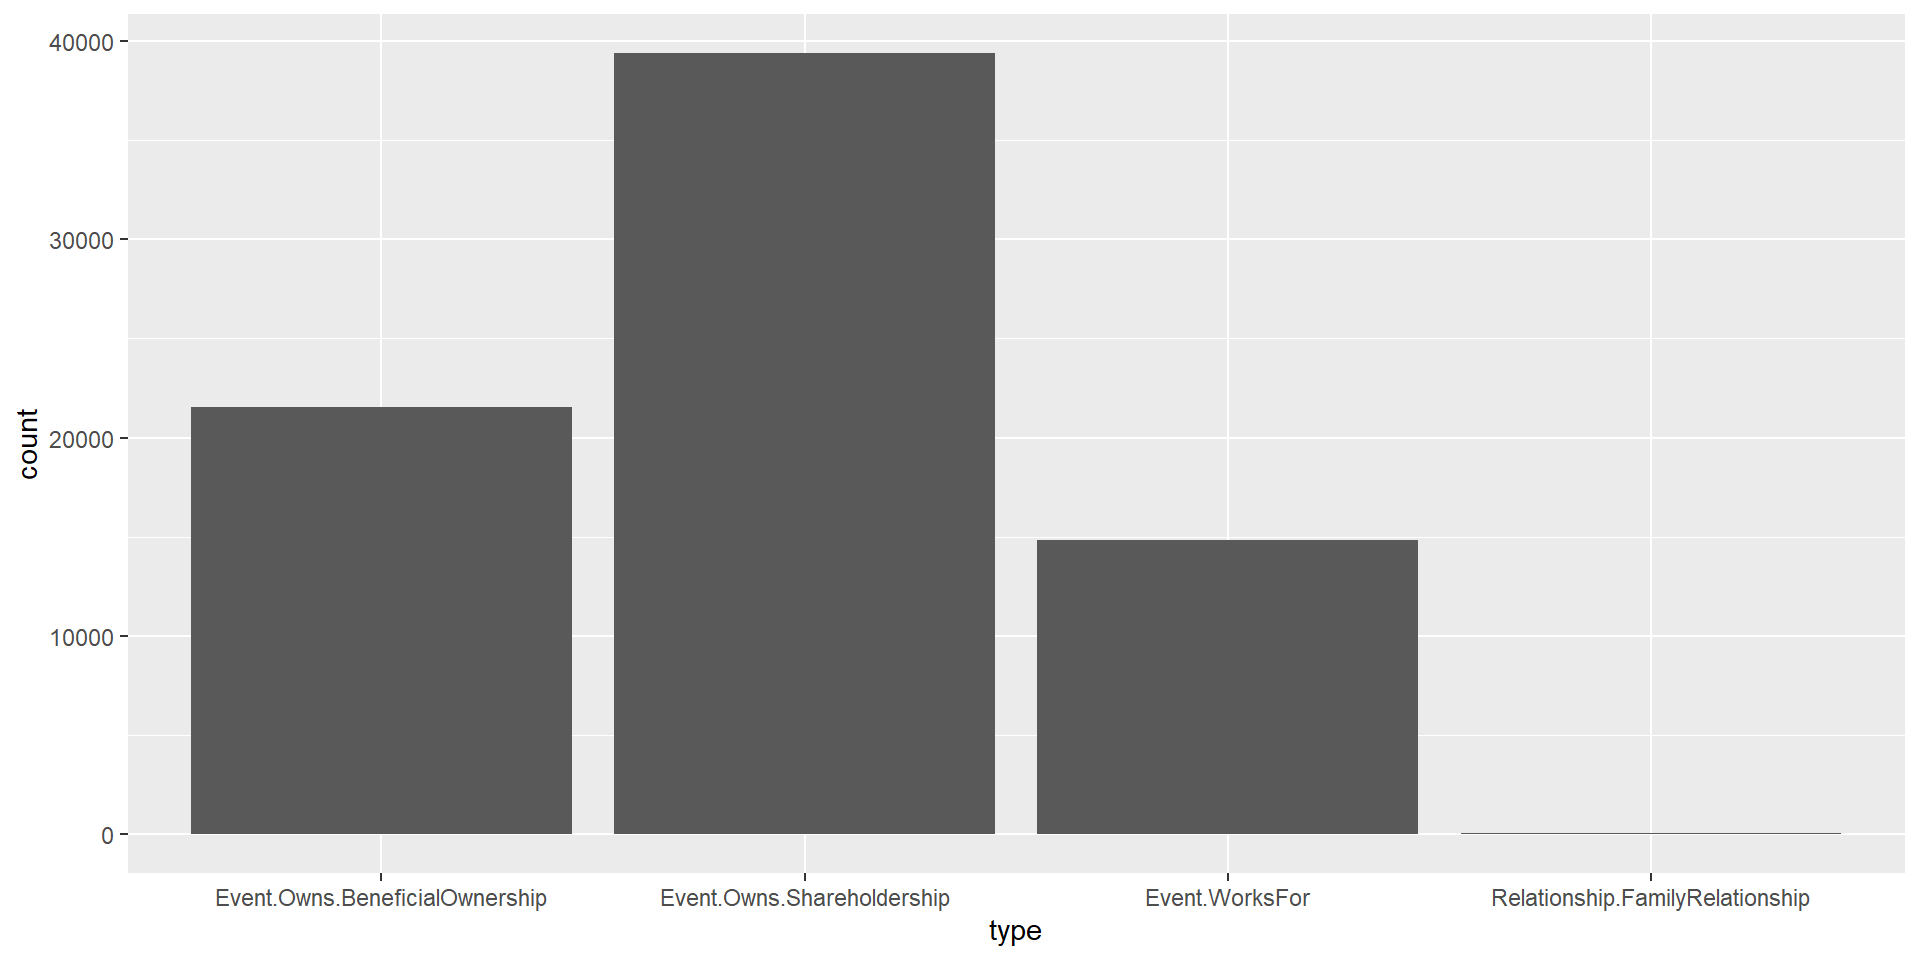 40000
30000
20000
10000
0
count
Event.Owns.BeneficialOwnership
Event.Owns.Shareholdership
Event.WorksFor
Relationship.FamilyRelationship
type